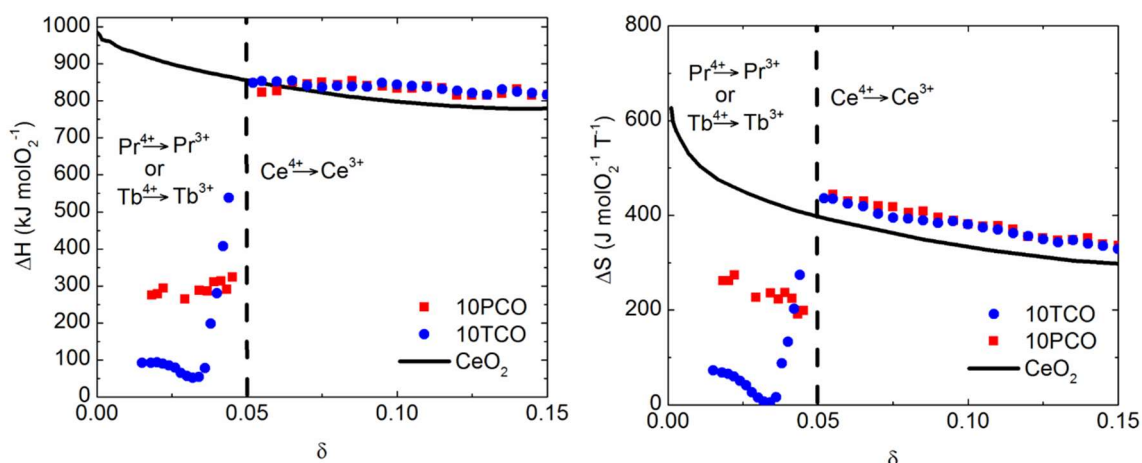 ΔH (kJ molO₂⁻¹)
1000
900
800
700
600
500
400
300
200
100
0
Pr⁴⁺→Pr³⁺
or
Tb⁴⁺→Tb³⁺
Ce⁴⁺→Ce³⁺
10PCO
10TCO
CeO₂
0.00 0.05 0.10 0.15
δ
ΔS (J molO₂⁻¹ T⁻¹)
800
600
400
200
0
Pr⁴⁺→Pr³⁺
or
Tb⁴⁺→Tb³⁺
Ce⁴⁺→Ce³⁺
10TCO
10PCO
CeO₂
0.00 0.05 0.10 0.15
δ